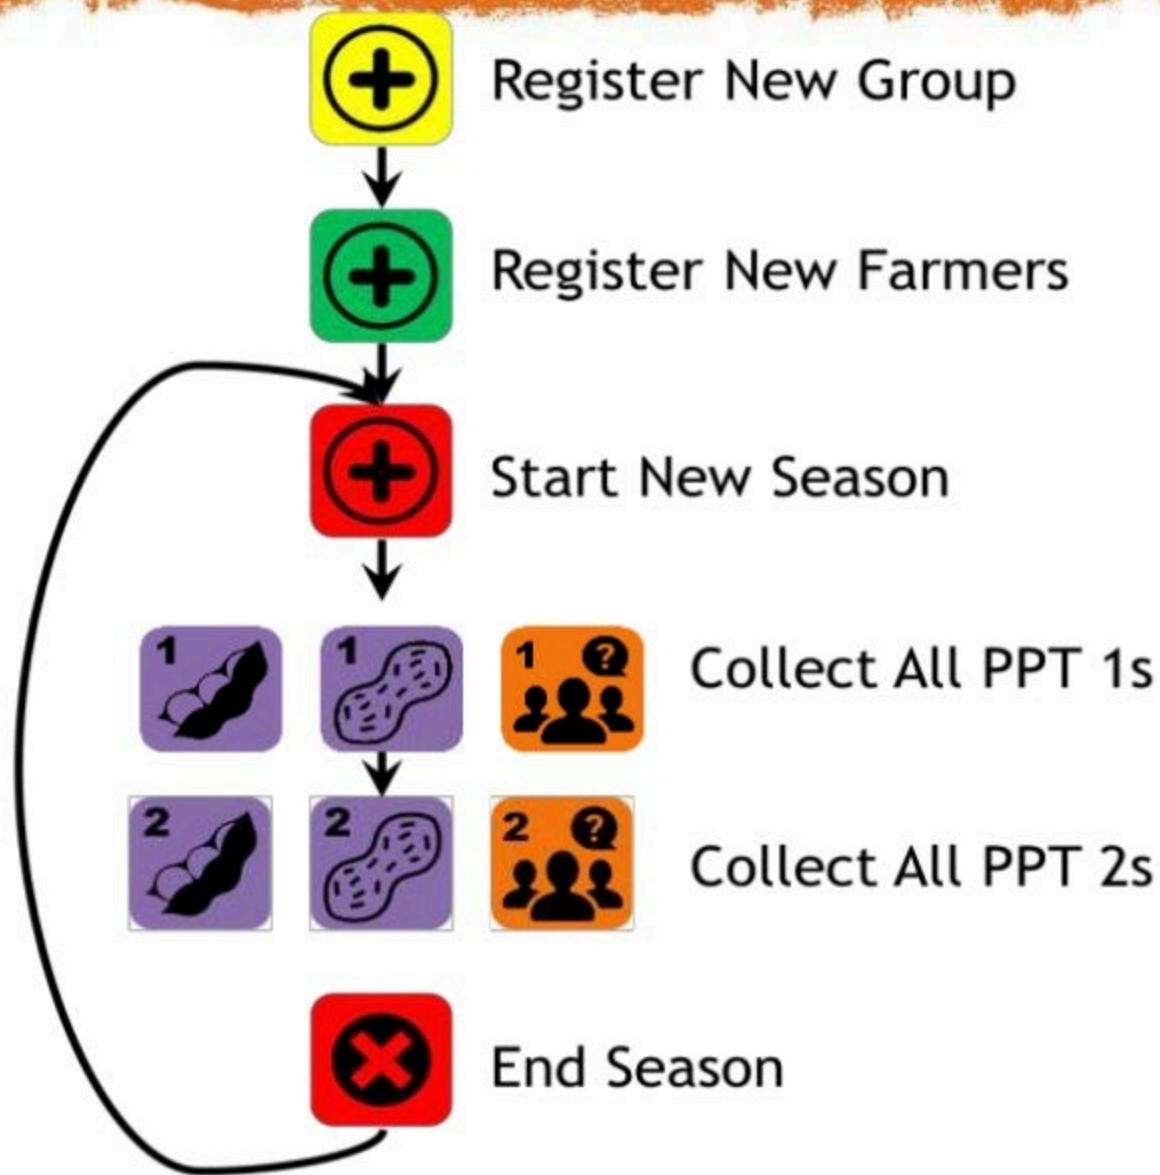 Register New Group
Register New Farmers
Start New Season
1
1
1 ?
Collect All PPT 1s
2
2
2 ?
Collect All PPT 2s
End Season